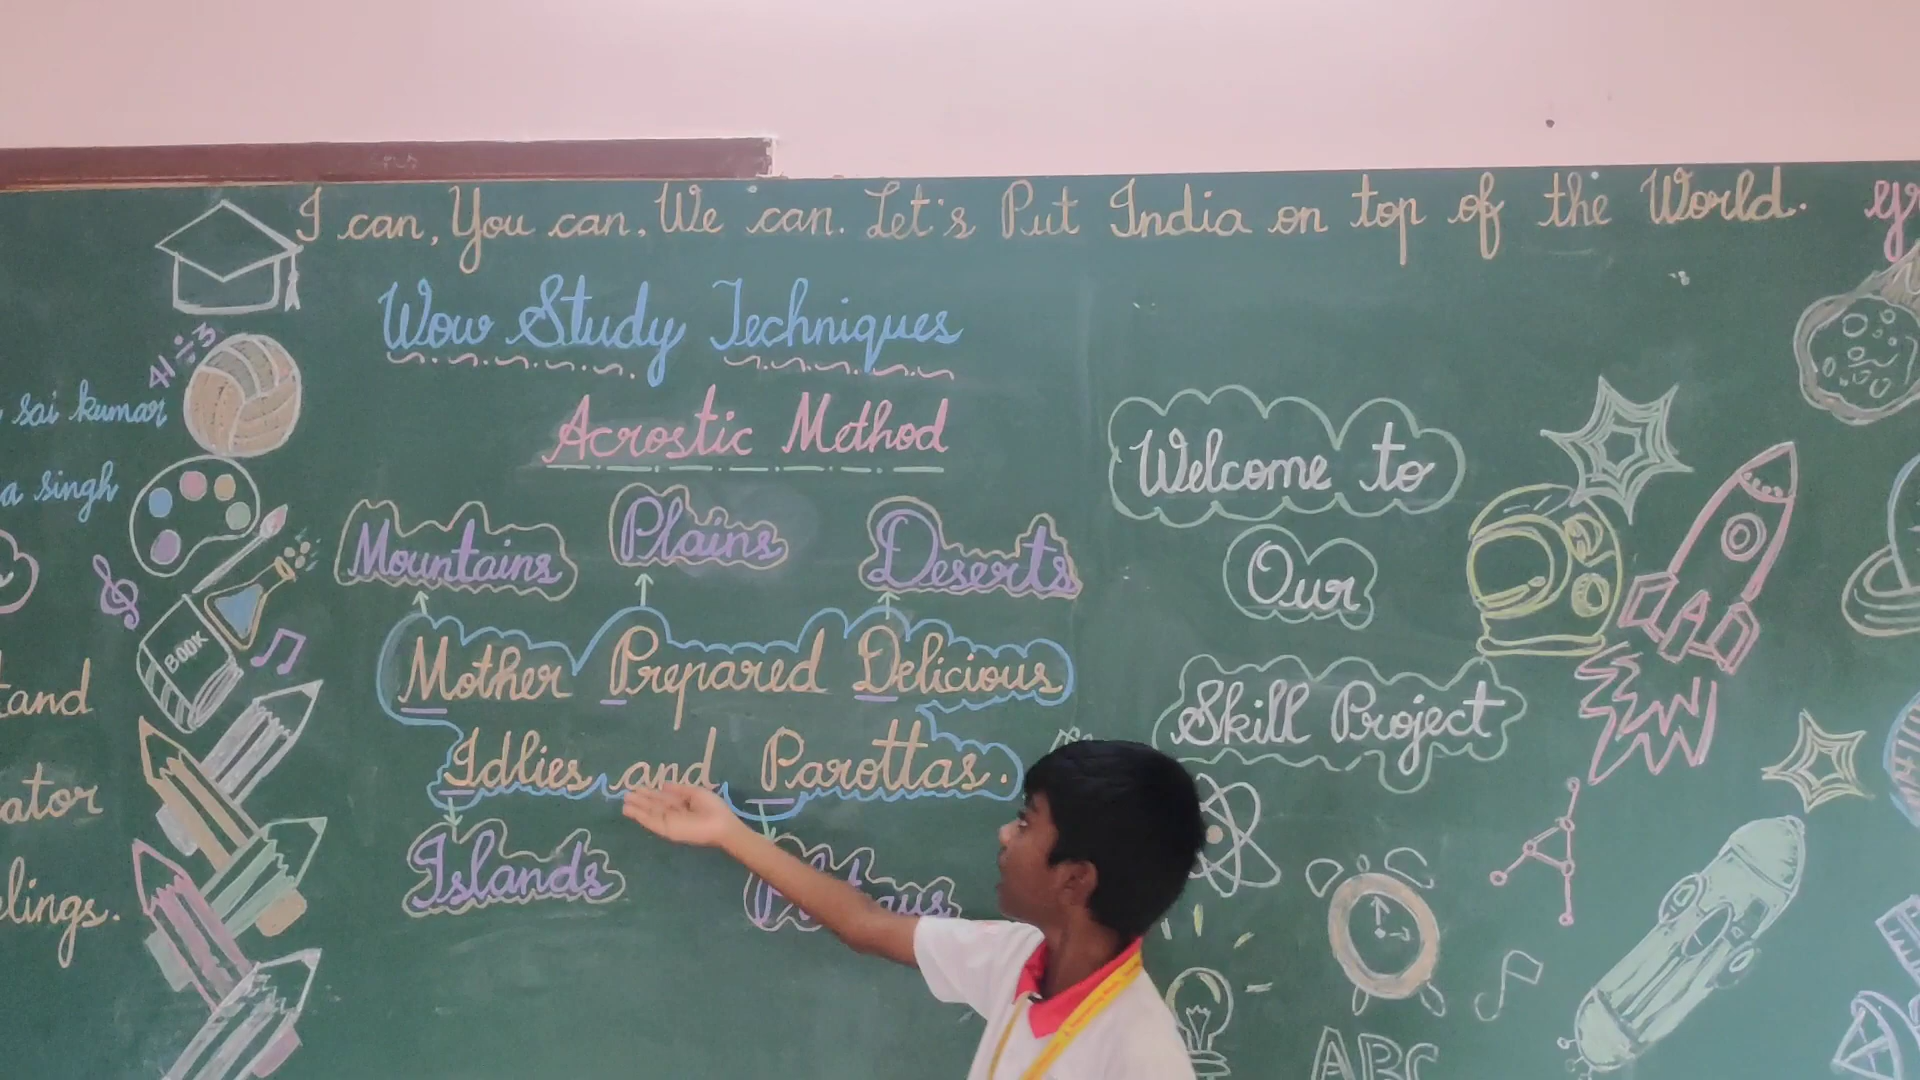 I can, You can, We can. Let's Put India on top of the World.
Wow Study Techniques
Acrostic Method
Mountains Plains Deserts
Mother Prepared Delicious
Idlies and Parottas.
Islands
Welcome to
Our
Skill Project
41÷3
sai kumar
singh
BOOK
ABC